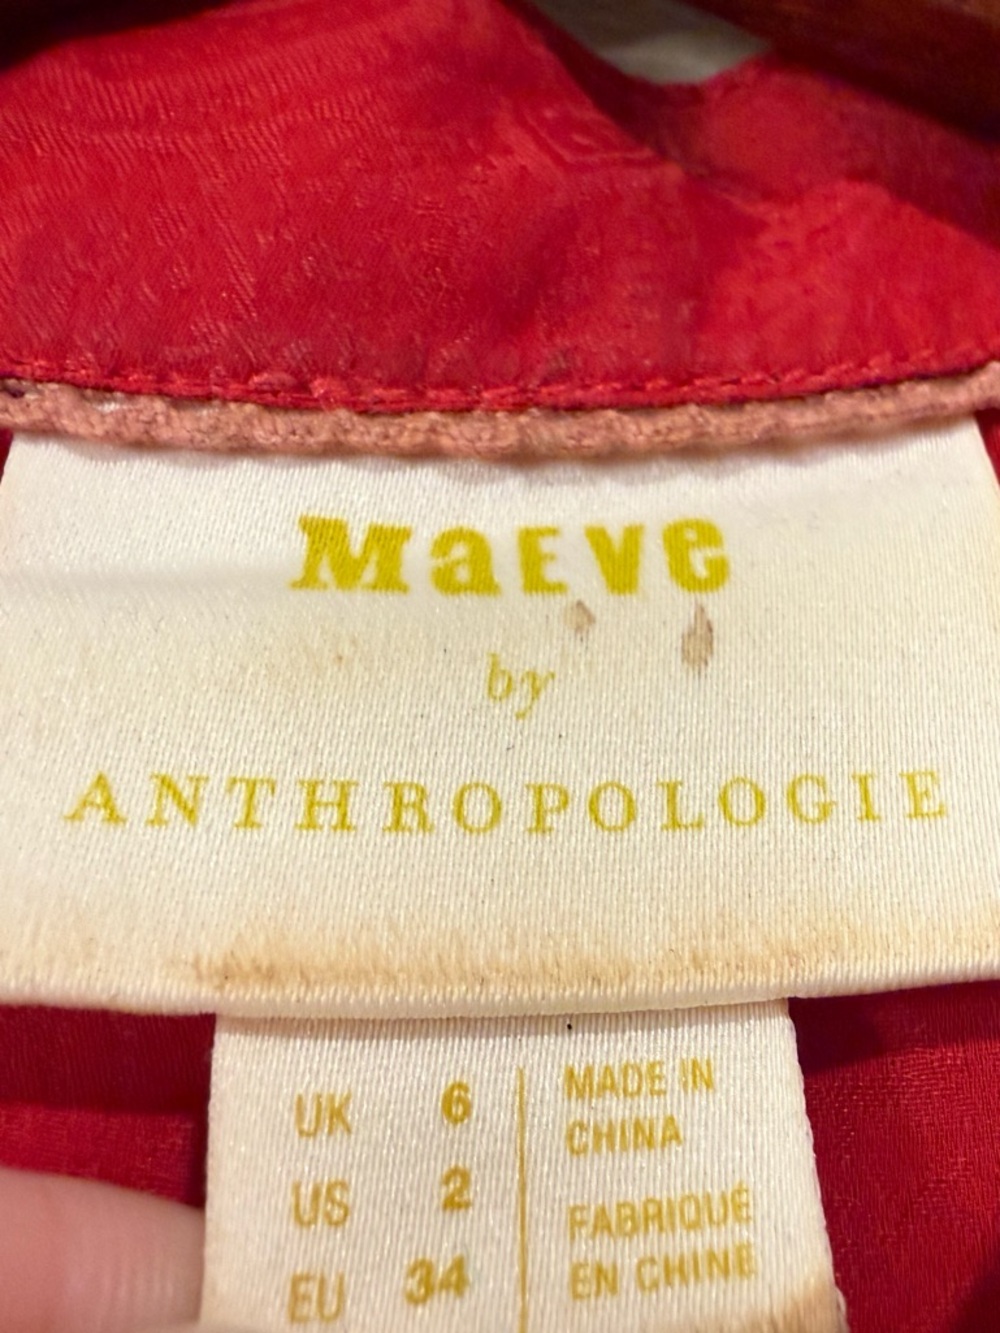 Maeve
by
ANTHROPOLOGIE
UK 6
US 2
EU 34
MADE IN
CHINA
FABRIQUÉ
EN CHINE